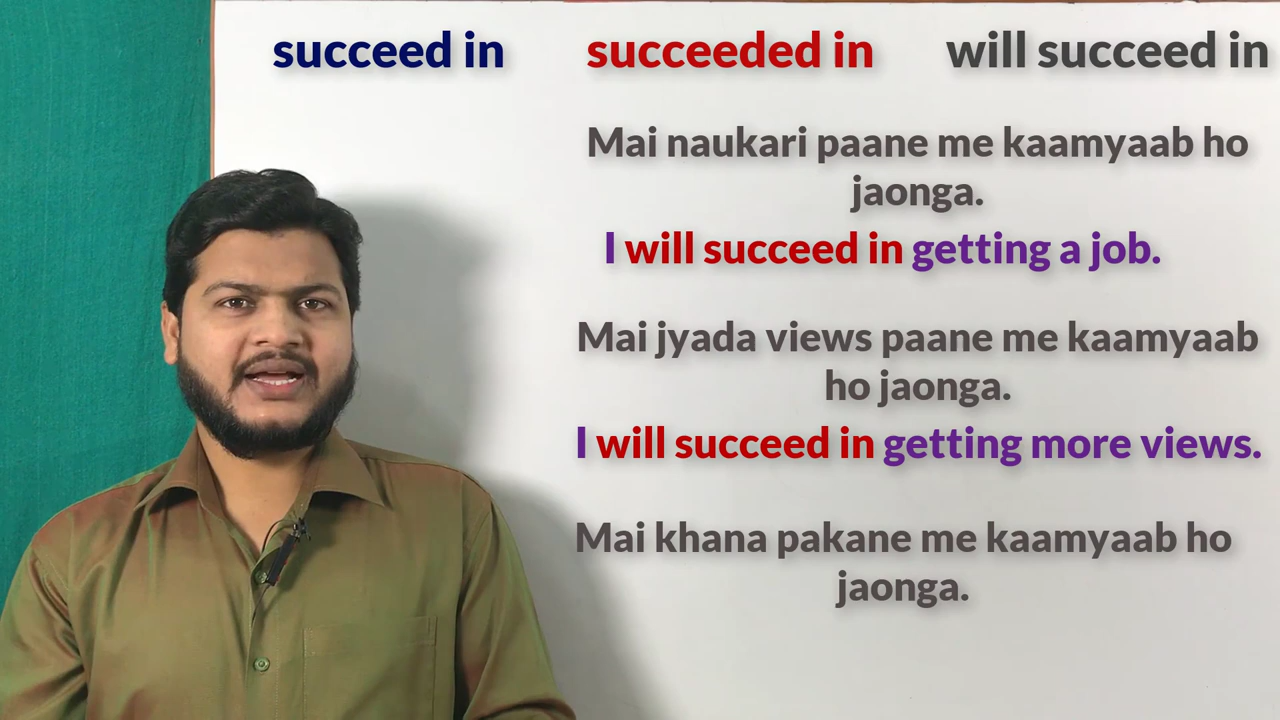 succeed in succeeded in will succeed in
Mai naukari paane me kaamyaab ho
jaonga.
I will succeed in getting a job.
Mai jyada views paane me kaamyaab
ho jaonga.
I will succeed in getting more views.
Mai khana pakane me kaamyaab ho
jaonga.